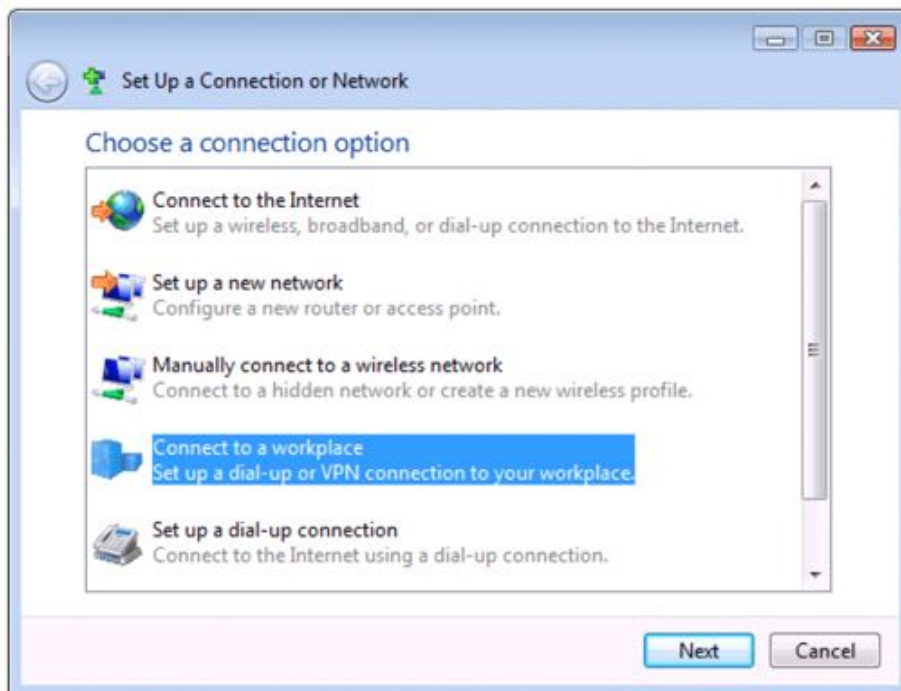 Set Up a Connection or Network
Choose a connection option
Connect to the Internet
Set up a wireless, broadband, or dial-up connection to the Internet.
Set up a new network
Configure a new router or access point.
Manually connect to a wireless network
Connect to a hidden network or create a new wireless profile.
Connect to a workplace
Set up a dial-up or VPN connection to your workplace.
Set up a dial-up connection
Connect to the Internet using a dial-up connection.
Next
Cancel